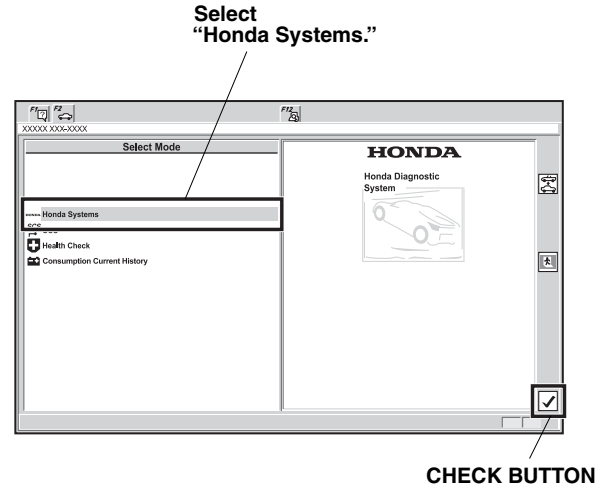 Select
“Honda Systems.”
F1 F2 F12
XXXXX XXX-XXXX
Select Mode
HONDA
Honda Diagnostic
System
HONDA Honda Systems
Health Check
Consumption Current History
CHECK BUTTON